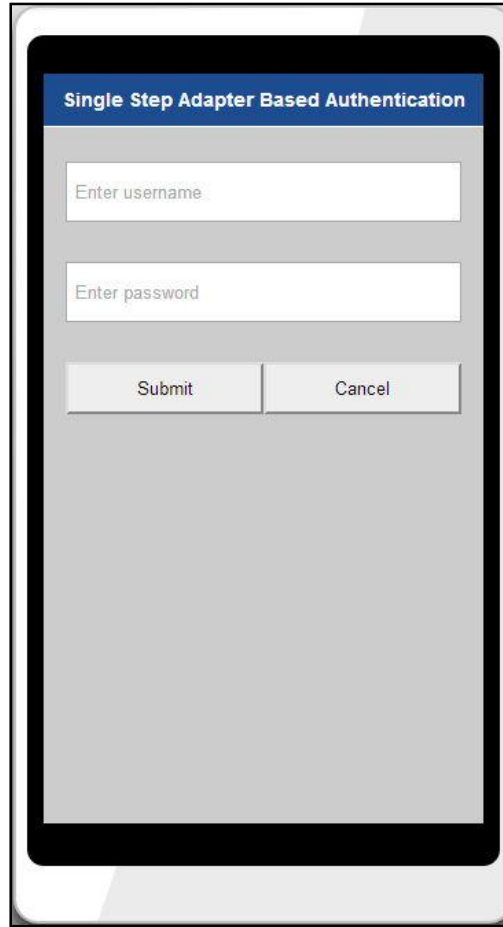 Single Step Adapter Based Authentication
Enter username
Enter password
Submit Cancel